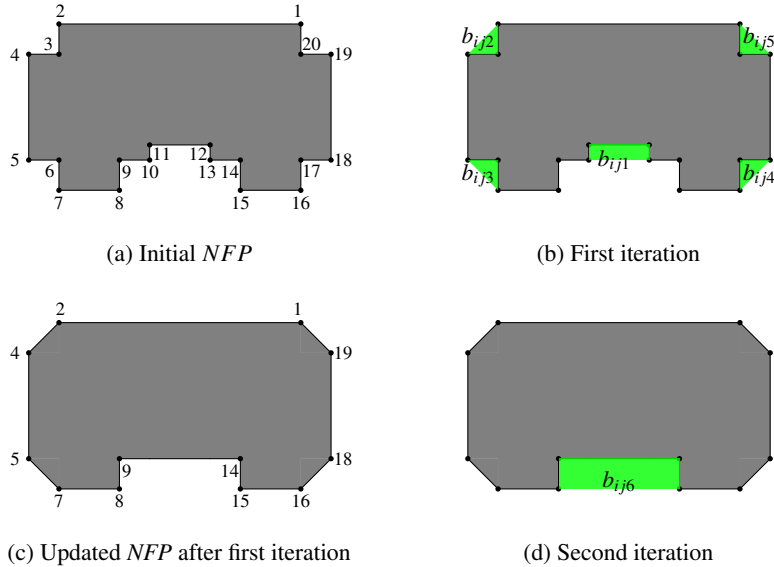 2 1
3 20
4 19
11 12
5 6 9 10 13 14 17 18
7 8 15 16
(a) Initial NFP
b_{ij2} b_{ij5}
b_{ij1}
b_{ij3} b_{ij4}
(b) First iteration
2 1
4 19
5 9 14 18
7 8 15 16
(c) Updated NFP after first iteration
b_{ij6}
(d) Second iteration